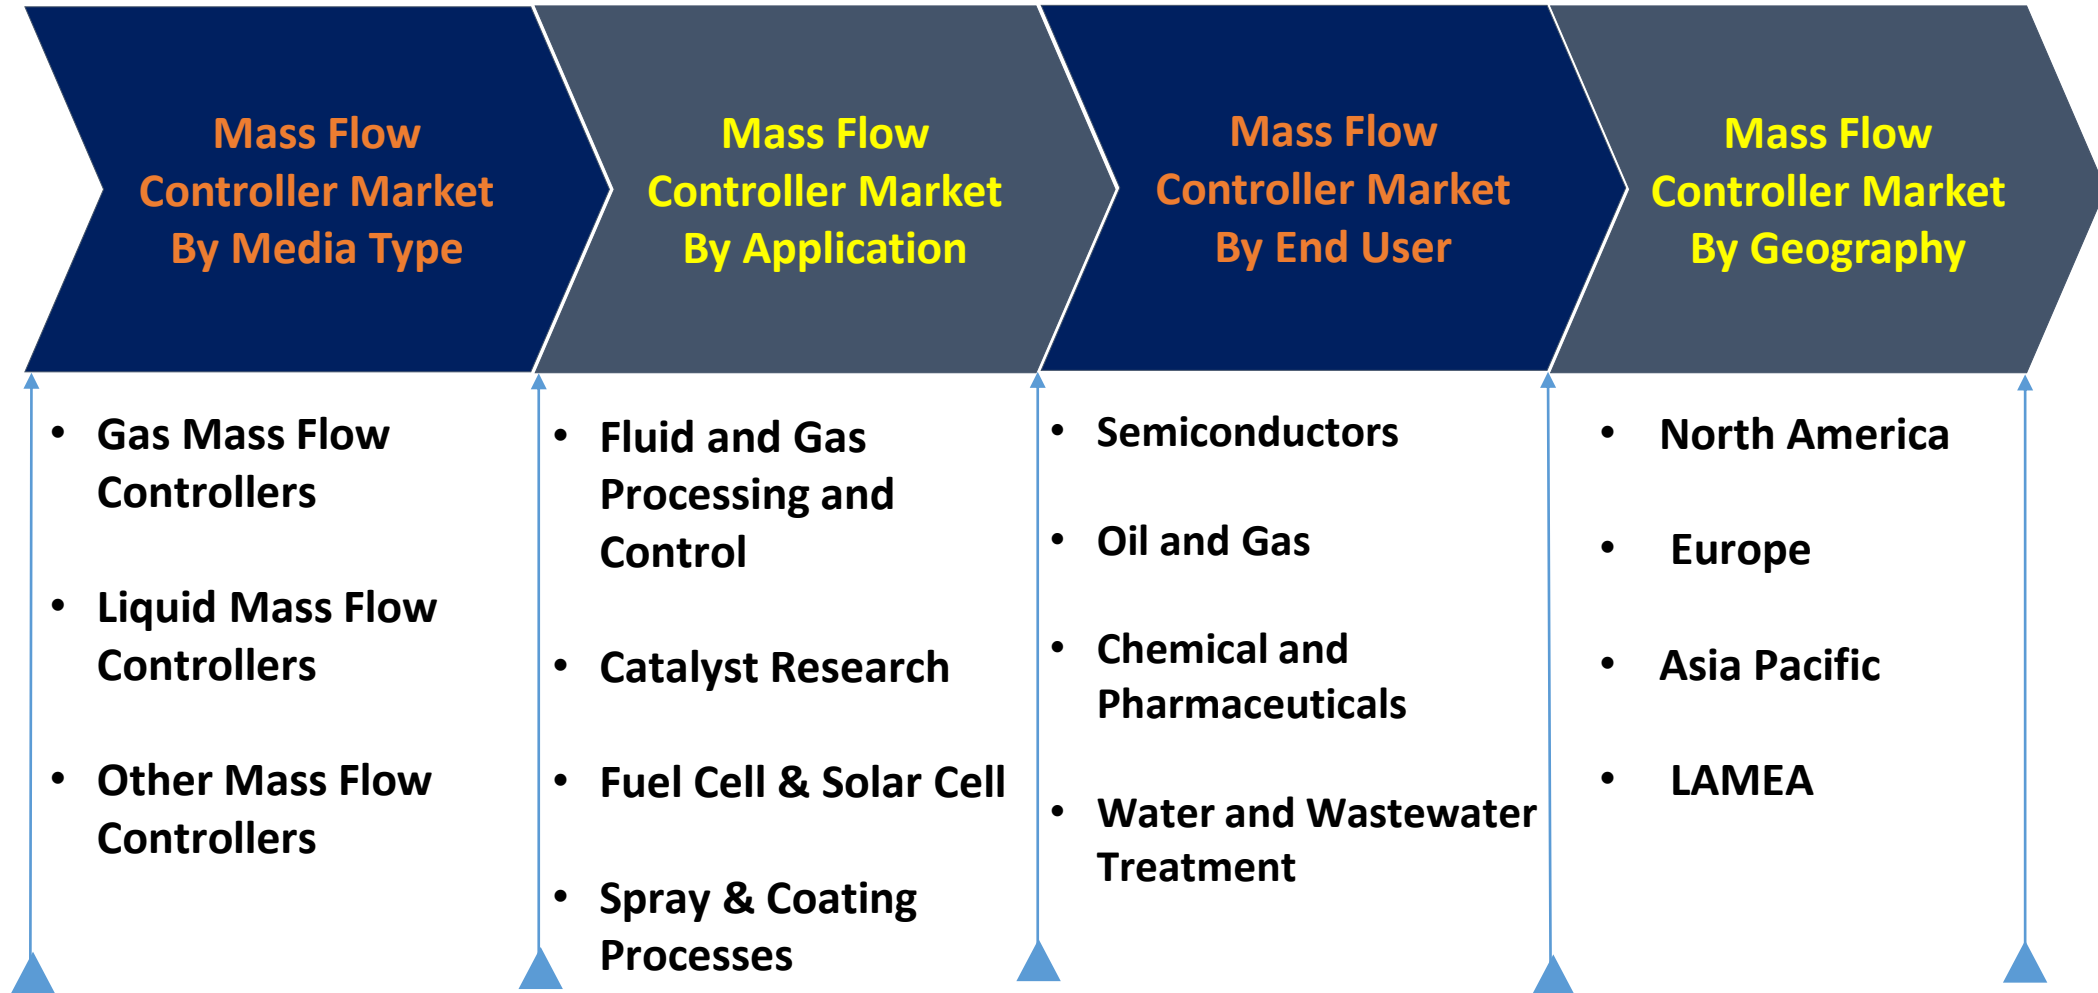 Mass Flow
Controller Market
By Media Type
Mass Flow
Controller Market
By Application
Mass Flow
Controller Market
By End User
Mass Flow
Controller Market
By Geography
• Gas Mass Flow
Controllers
• Liquid Mass Flow
Controllers
• Other Mass Flow
Controllers
• Fluid and Gas
Processing and
Control
• Catalyst Research
• Fuel Cell & Solar Cell
• Spray & Coating
Processes
• Semiconductors
• Oil and Gas
• Chemical and
Pharmaceuticals
• Water and Wastewater
Treatment
• North America
• Europe
• Asia Pacific
• LAMEA